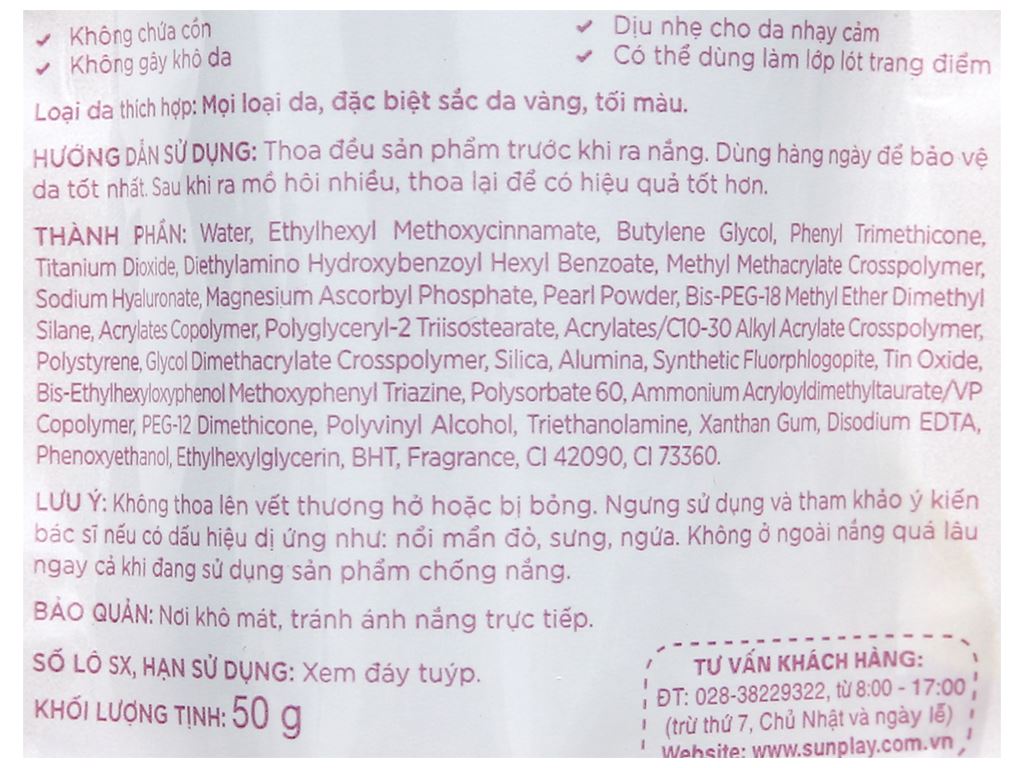 ✓ Không chứa cồn
✓ Không gây khô da
✓ Dịu nhẹ cho da nhạy cảm
✓ Có thể dùng làm lớp lót trang điểm
Loại da thích hợp: Mọi loại da, đặc biệt sắc da vàng, tối màu.
HƯỚNG DẪN SỬ DỤNG: Thoa đều sản phẩm trước khi ra nắng. Dùng hàng ngày để bảo vệ
da tốt nhất. Sau khi ra mồ hôi nhiều, thoa lại để có hiệu quả tốt hơn.
THÀNH PHẦN: Water, Ethylhexyl Methoxycinnamate, Butylene Glycol, Phenyl Trimethicone,
Titanium Dioxide, Diethylamino Hydroxybenzoyl Hexyl Benzoate, Methyl Methacrylate Crosspolymer,
Sodium Hyaluronate, Magnesium Ascorbyl Phosphate, Pearl Powder, Bis-PEG-18 Methyl Ether Dimethyl
Silane, Acrylates Copolymer, Polyglyceryl-2 Triisostearate, Acrylates/C10-30 Alkyl Acrylate Crosspolymer,
Polystyrene, Glycol Dimethacrylate Crosspolymer, Silica, Alumina, Synthetic Fluorphlogopite, Tin Oxide,
Bis-Ethylhexyloxyphenol Methoxyphenyl Triazine, Polysorbate 60, Ammonium Acryloyldimethyltaurate/VP
Copolymer, PEG-12 Dimethicone, Polyvinyl Alcohol, Triethanolamine, Xanthan Gum, Disodium EDTA,
Phenoxyethanol, Ethylhexylglycerin, BHT, Fragrance, CI 42090, CI 73360.
LƯU Ý: Không thoa lên vết thương hở hoặc bị bỏng. Ngưng sử dụng và tham khảo ý kiến
bác sĩ nếu có dấu hiệu dị ứng như: nổi mẩn đỏ, sưng, ngứa. Không ở ngoài nắng quá lâu
ngay cả khi đang sử dụng sản phẩm chống nắng.
BẢO QUẢN: Nơi khô mát, tránh ánh nắng trực tiếp.
SỐ LÔ SX, HẠN SỬ DỤNG: Xem đáy tuýp.
KHỐI LƯỢNG TỊNH: 50 g
TƯ VẤN KHÁCH HÀNG:
ĐT: 028-38229322, từ 8:00 - 17:00
(trừ thứ 7, Chủ Nhật và ngày lễ)
Website: www.sunplay.com.vn